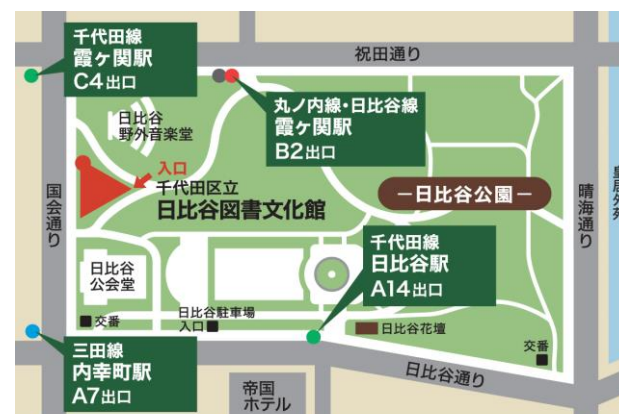 千代田線
霞ヶ関駅
C4出口
祝田通り
丸ノ内線・日比谷線
霞ヶ関駅
B2出口
日比谷
野外音楽堂
入口
千代田区立
日比谷図書文化館
国会通り
日比谷公園
晴海通り
皇居外苑
千代田線
日比谷駅
A14出口
日比谷
公会堂
交番
日比谷駐車場
入口
日比谷花壇
交番
三田線
内幸町駅
A7出口
日比谷通り
帝国
ホテル